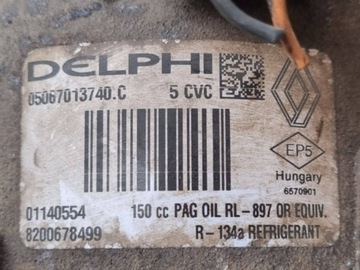 DELPHI
05067013740.C 5 CVC
EP5
Hungary
6570901
01140554 150 cc PAG OIL RL-897 OR EQUIV.
8200678499 R-134a REFRIGERANT